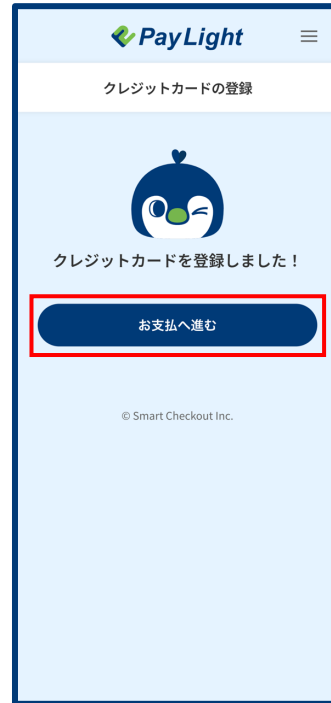 PayLight
クレジットカードの登録
クレジットカードを登録しました！
お支払へ進む
© Smart Checkout Inc.